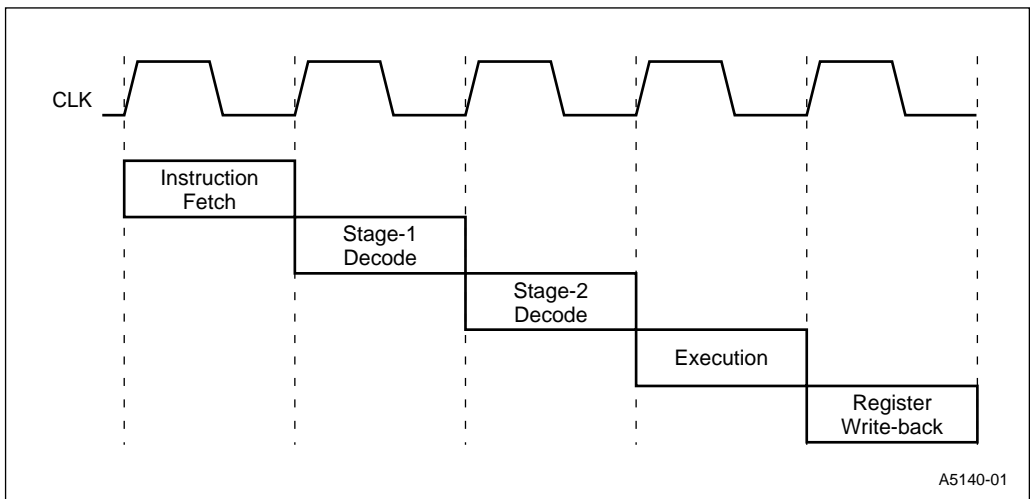 CLK
Instruction
Fetch
Stage-1
Decode
Stage-2
Decode
Execution
Register
Write-back
A5140-01